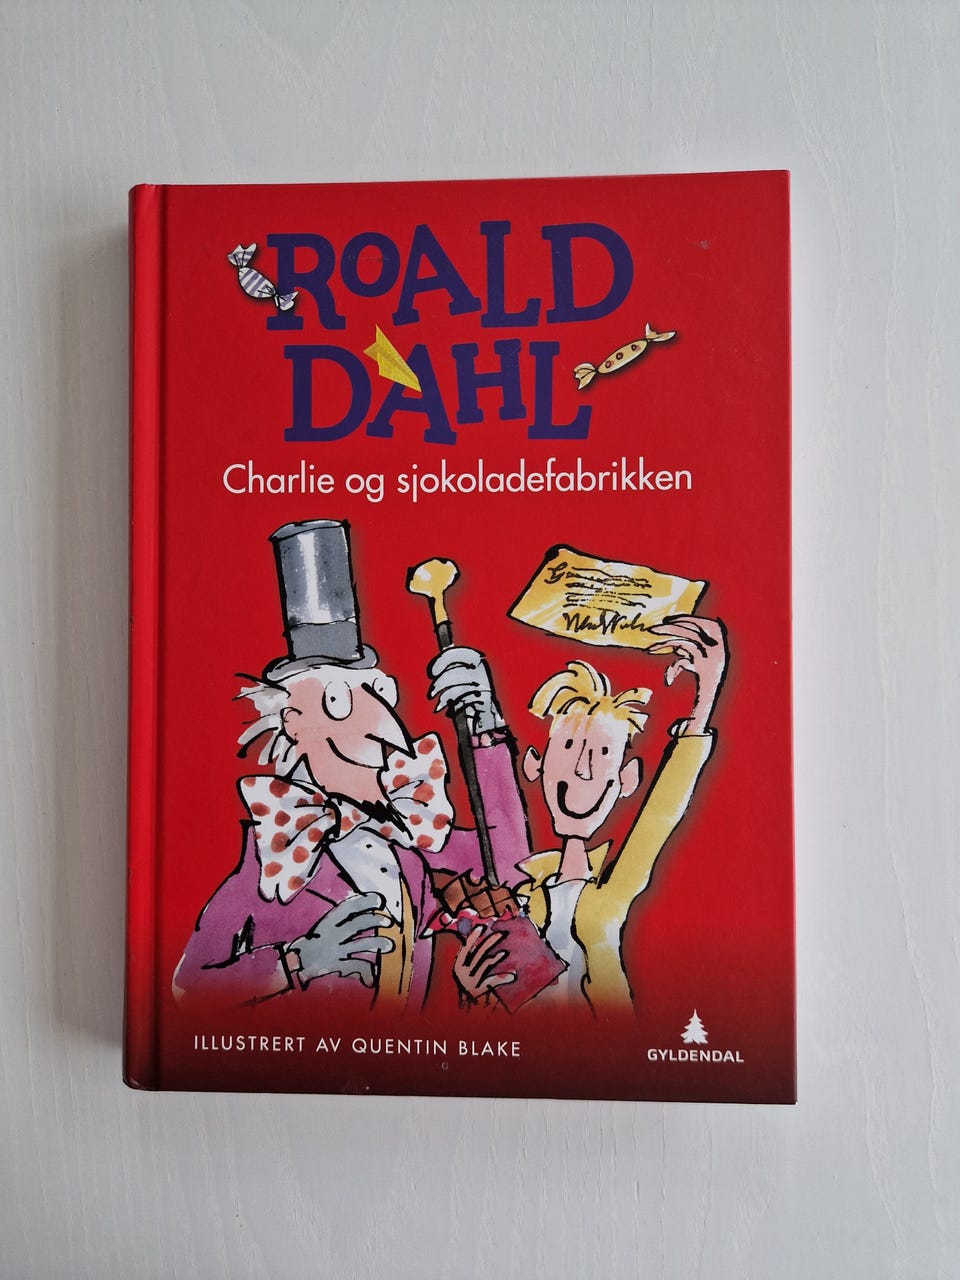 ROALD
DAHL
Charlie og sjokoladefabrikken
ILLUSTRERT AV QUENTIN BLAKE
GYLDENDAL